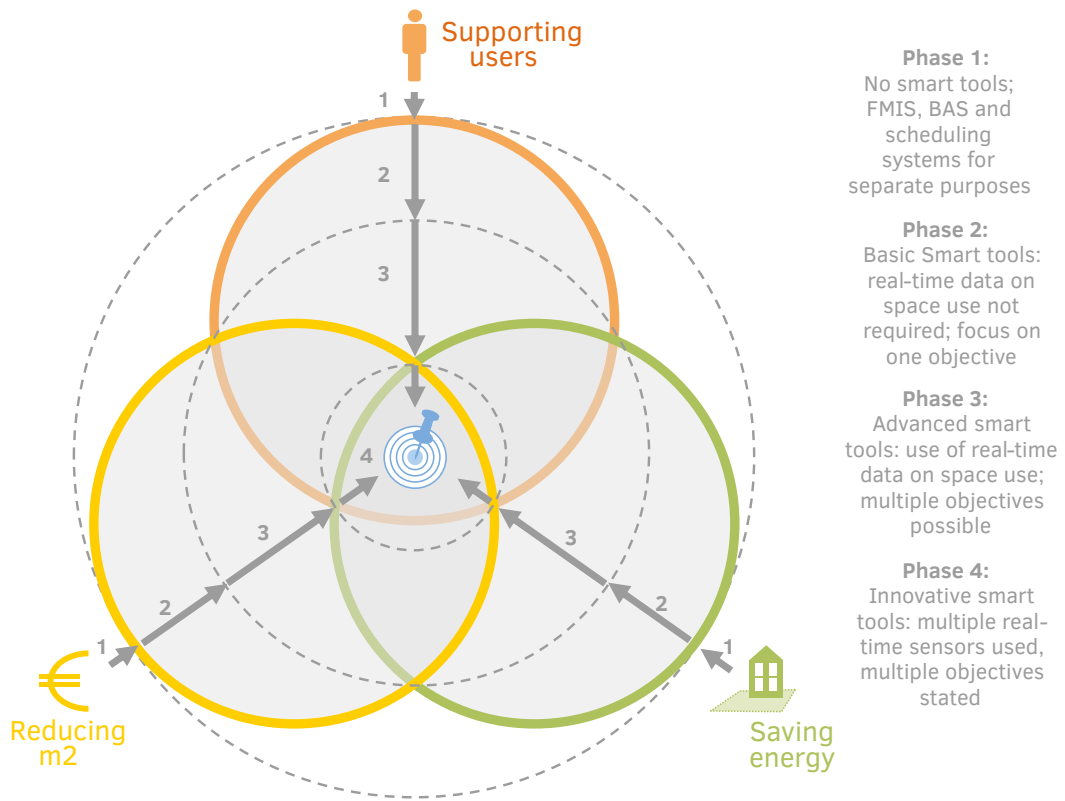 Supporting
users
1
2
3
4
3
2
1
3
2
1
€
Reducing
m2
Saving
energy
Phase 1:
No smart tools;
FMIS, BAS and
scheduling
systems for
separate purposes
Phase 2:
Basic Smart tools:
real-time data on
space use not
required; focus on
one objective
Phase 3:
Advanced smart
tools: use of real-time
data on space use;
multiple objectives
possible
Phase 4:
Innovative smart
tools: multiple real-
time sensors used,
multiple objectives
stated